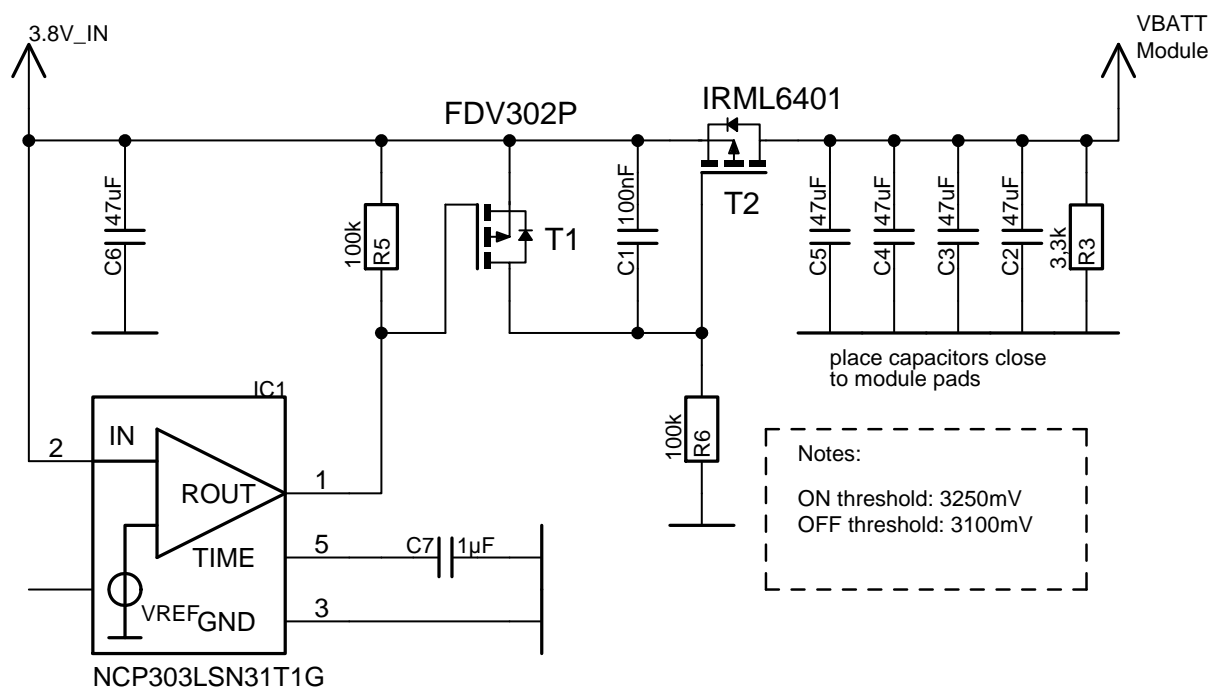 3.8V_IN
VBATT
Module
IRML6401
FDV302P
47uF
C6
100k
R5
T1
100nF
C1
T2
47uF
C5
47uF
C4
47uF
C3
47uF
C2
3,3k
R3
place capacitors close
to module pads
IC1
2
IN
ROUT
1
100k
R6
Notes:
ON threshold: 3250mV
OFF threshold: 3100mV
TIME
5
C7
1µF
VREF
GND
3
NCP303LSN31T1G